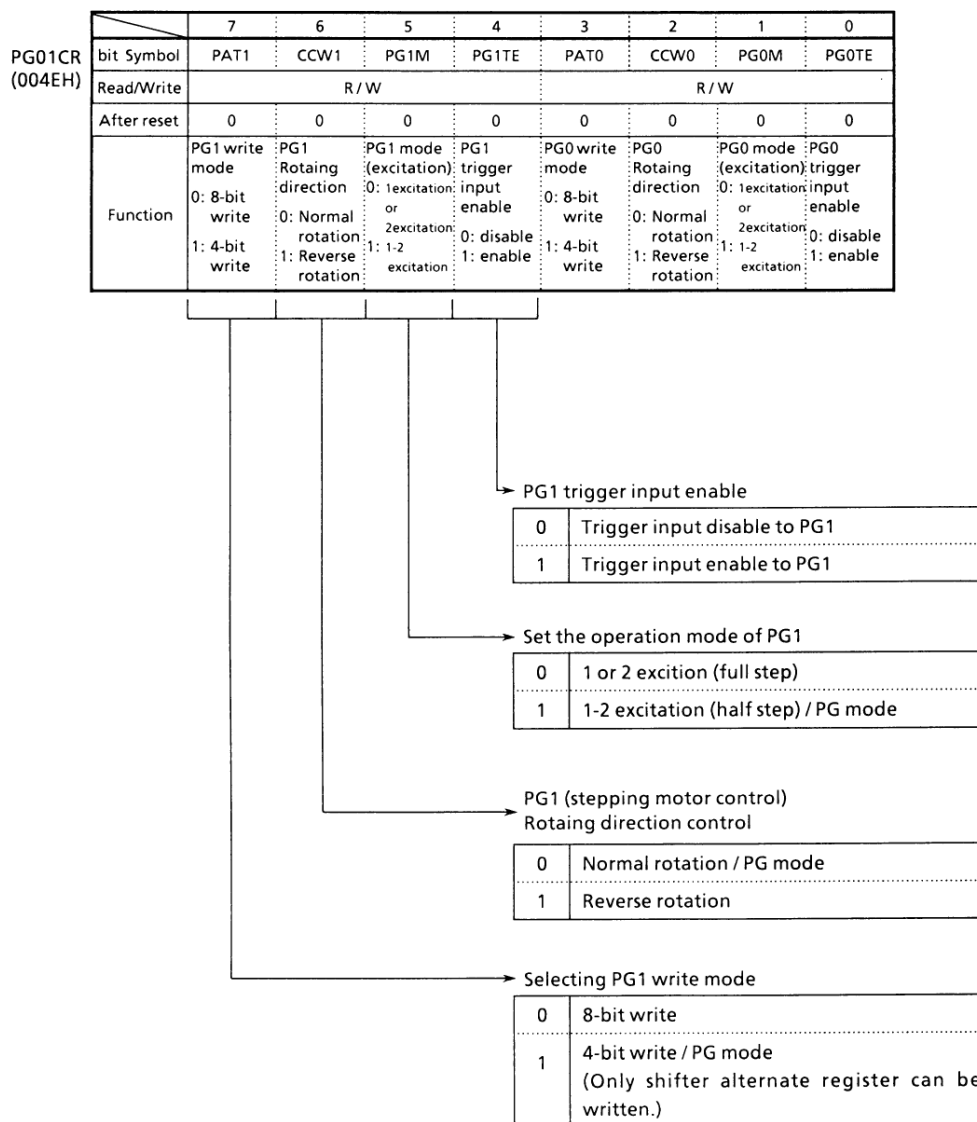 7 6 5 4 3 2 1 0
PG01CR bit Symbol PAT1 CCW1 PG1M PG1TE PAT0 CCW0 PG0M PG0TE
(004EH) Read/Write R / W R / W
After reset 0 0 0 0 0 0 0 0
Function
PG1 write
mode
0: 8-bit
write
1: 4-bit
write
PG1
Rotaing
direction
0: Normal
rotation
1: Reverse
rotation
PG1 mode
(excitation)
0: 1excitation
or
2excitation
1: 1-2
excitation
PG1
trigger
input
enable
0: disable
1: enable
PG0 write
mode
0: 8-bit
write
1: 4-bit
write
PG0
Rotaing
direction
0: Normal
rotation
1: Reverse
rotation
PG0 mode
(excitation)
0: 1excitation
or
2excitation
1: 1-2
excitation
PG0
trigger
input
enable
0: disable
1: enable
PG1 trigger input enable
0 Trigger input disable to PG1
1 Trigger input enable to PG1
Set the operation mode of PG1
0 1 or 2 excition (full step)
1 1-2 excitation (half step) / PG mode
PG1 (stepping motor control)
Rotaing direction control
0 Normal rotation / PG mode
1 Reverse rotation
Selecting PG1 write mode
0 8-bit write
1 4-bit write / PG mode
(Only shifter alternate register can be
written.)